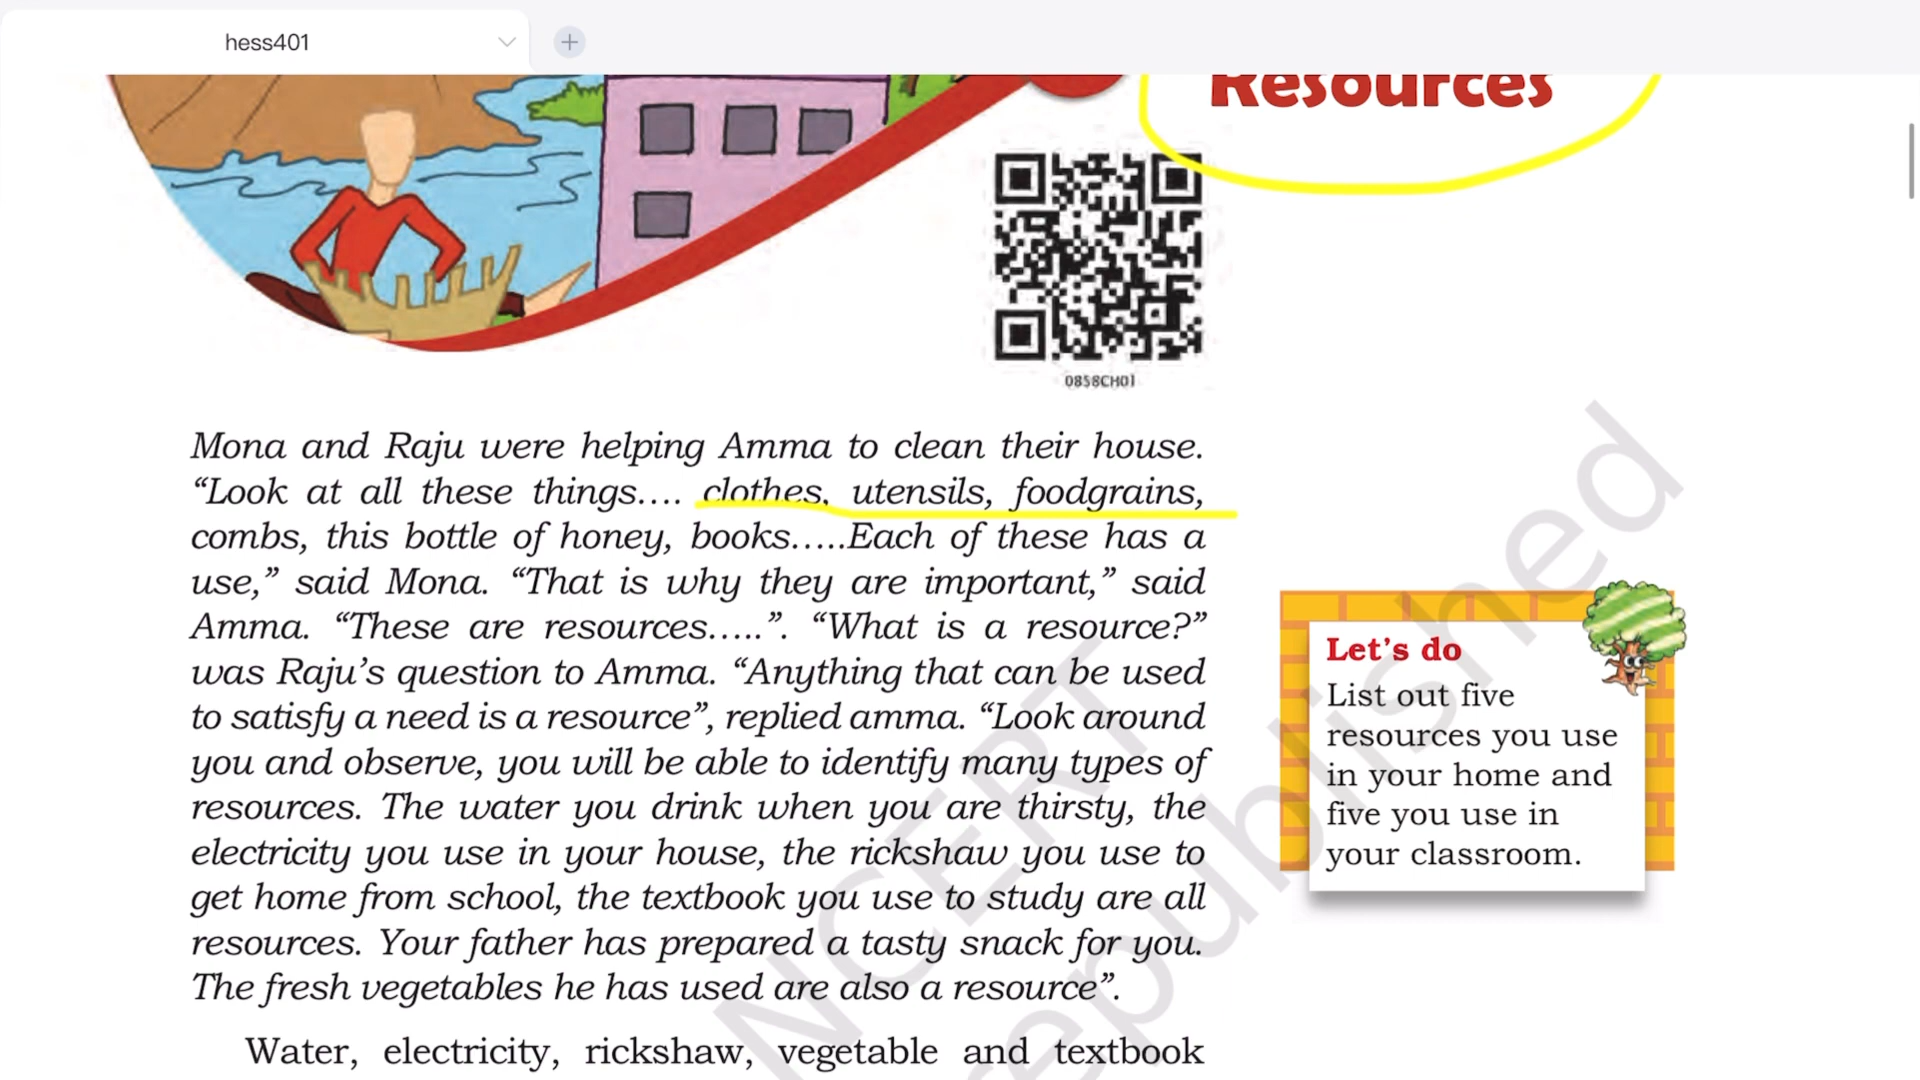 hess401
Resources
0858CH01
Mona and Raju were helping Amma to clean their house.
“Look at all these things.... clothes, utensils, foodgrains,
combs, this bottle of honey, books.....Each of these has a
use,” said Mona. “That is why they are important,” said
Amma. “These are resources.....”. “What is a resource?”
was Raju’s question to Amma. “Anything that can be used
to satisfy a need is a resource”, replied amma. “Look around
you and observe, you will be able to identify many types of
resources. The water you drink when you are thirsty, the
electricity you use in your house, the rickshaw you use to
get home from school, the textbook you use to study are all
resources. Your father has prepared a tasty snack for you.
The fresh vegetables he has used are also a resource”.
Water, electricity, rickshaw, vegetable and textbook
Let’s do
List out five
resources you use
in your home and
five you use in
your classroom.
NCERT
republished